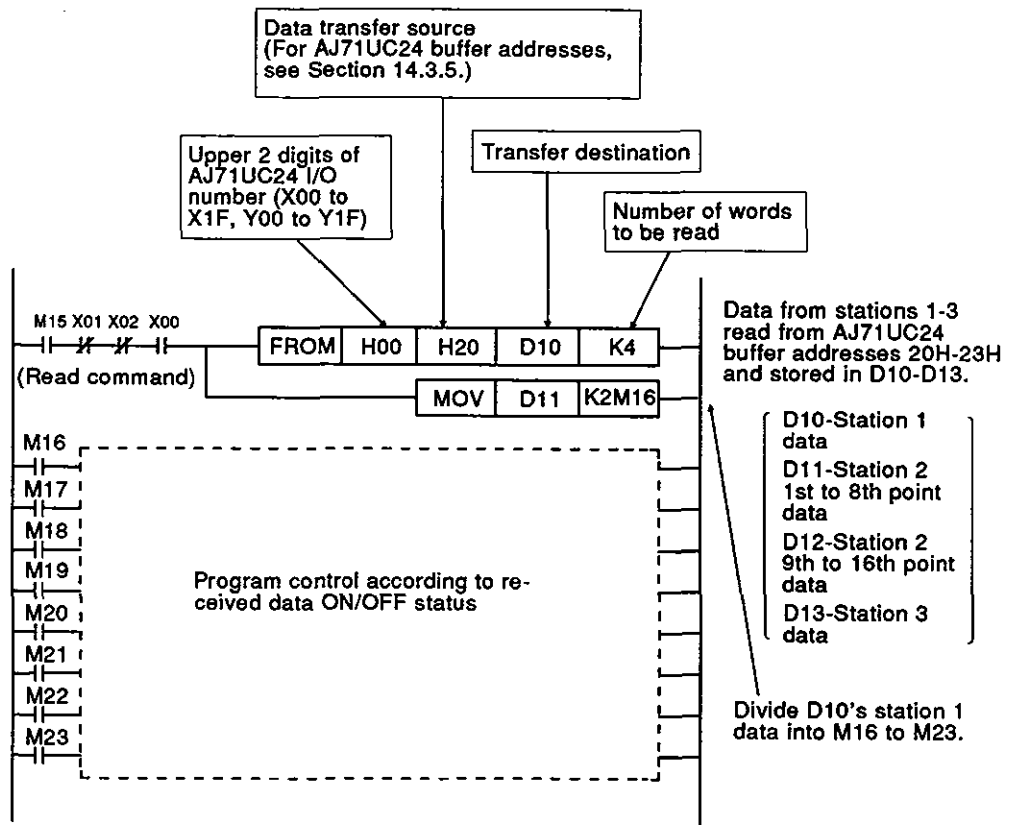 Data transfer source
(For AJ71UC24 buffer addresses,
see Section 14.3.5.)
Upper 2 digits of
AJ71UC24 I/O
number (X00 to
X1F, Y00 to Y1F)
Transfer destination
Number of words
to be read
M15 X01 X02 X00
FROM H00 H20 D10 K4
(Read command)
MOV D11 K2M16
Data from stations 1-3
read from AJ71UC24
buffer addresses 20H-23H
and stored in D10-D13.
D10-Station 1
data
D11-Station 2
1st to 8th point
data
D12-Station 2
9th to 16th point
data
D13-Station 3
data
Divide D10's station 1
data into M16 to M23.
M16
M17
M18
M19
M20
M21
M22
M23
Program control according to re-
ceived data ON/OFF status